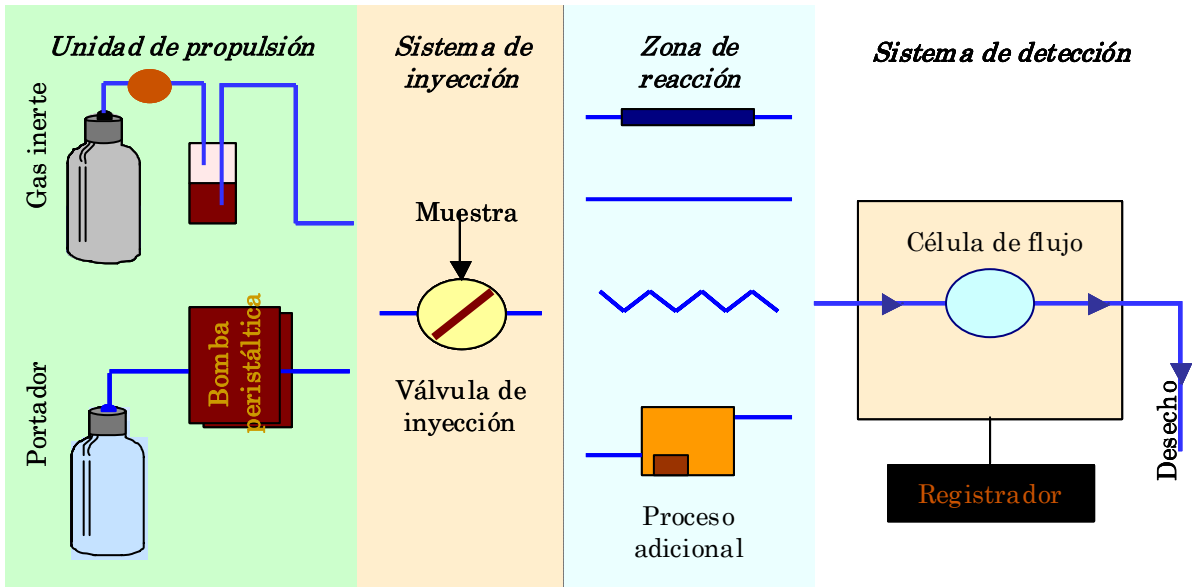 Unidad de propulsión
Gas inerte
Portador
Bomba
peristáltica
Sistema de
inyección
Muestra
Válvula de
inyección
Zona de
reacción
Proceso
adicional
Sistema de detección
Célula de flujo
Desecho
Registrador